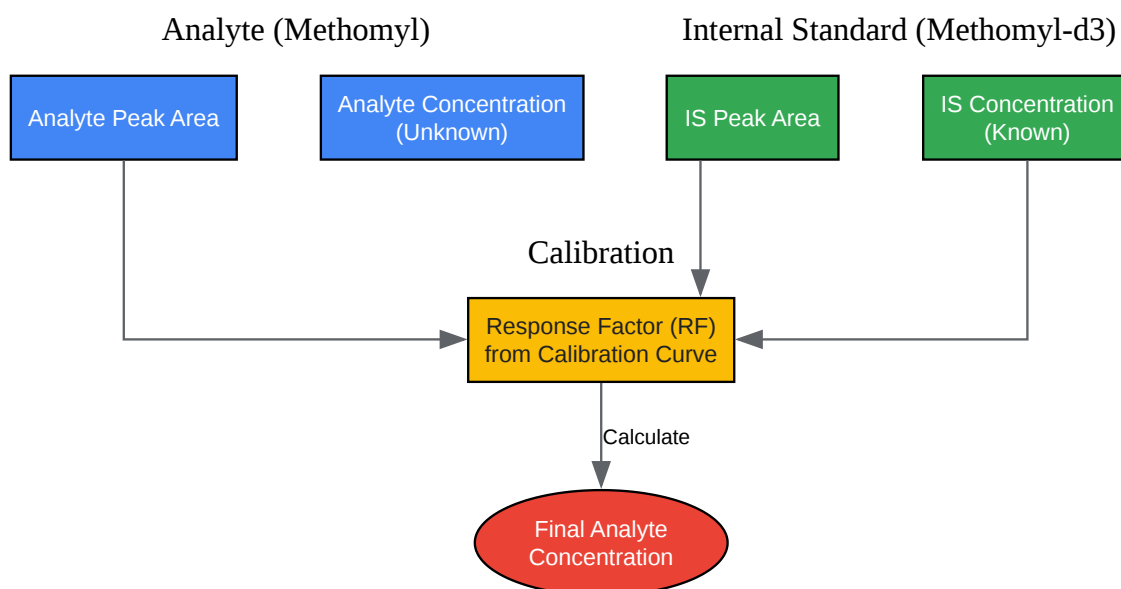 Analyte (Methomyl)
Internal Standard (Methomyl-d3)
Analyte Peak Area
Analyte Concentration
(Unknown)
IS Peak Area
IS Concentration
(Known)
Calibration
Response Factor (RF)
from Calibration Curve
Calculate
Final Analyte
Concentration